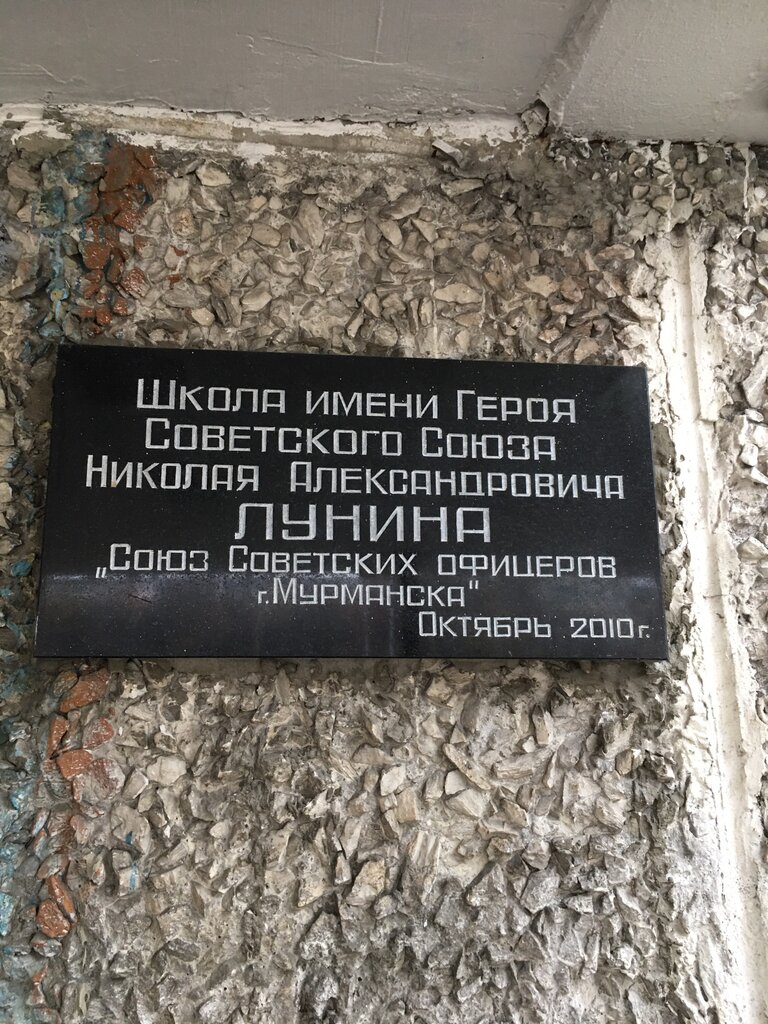 Школа имени Героя
Советского Союза
Николая Александровича
ЛУНИНА
„Союз Советских офицеров
г.Мурманска"
Октябрь 2010г.